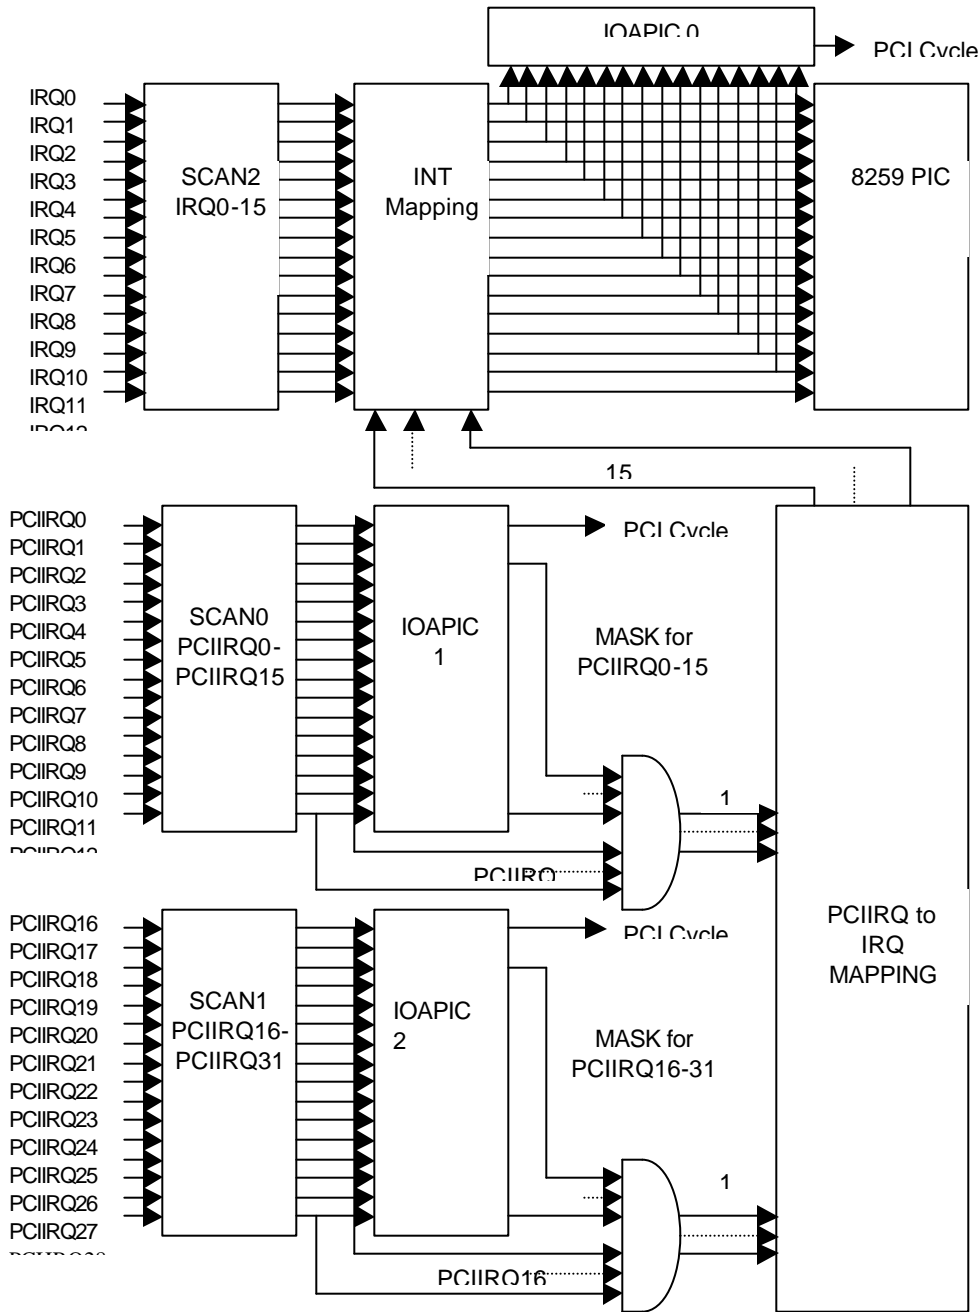 IOAPIC 0
PCI Cycle
IRQ0
IRQ1
IRQ2
IRQ3
IRQ4
IRQ5
IRQ6
IRQ7
IRQ8
IRQ9
IRQ10
IRQ11
IRQ12
SCAN2
IRQ0-15
INT
Mapping
8259 PIC
15
PCIIRQ0
PCIIRQ1
PCIIRQ2
PCIIRQ3
PCIIRQ4
PCIIRQ5
PCIIRQ6
PCIIRQ7
PCIIRQ8
PCIIRQ9
PCIIRQ10
PCIIRQ11
PCIIRQ12
SCAN0
PCIIRQ0-
PCIIRQ15
IOAPIC
1
PCI Cycle
MASK for
PCIIRQ0-15
1
PCIIRQ
PCIIRQ16
PCIIRQ17
PCIIRQ18
PCIIRQ19
PCIIRQ20
PCIIRQ21
PCIIRQ22
PCIIRQ23
PCIIRQ24
PCIIRQ25
PCIIRQ26
PCIIRQ27
PCIIRQ28
SCAN1
PCIIRQ16-
PCIIRQ31
IOAPIC
2
PCI Cycle
MASK for
PCIIRQ16-31
1
PCIIRQ16
PCIIRQ to
IRQ
MAPPING